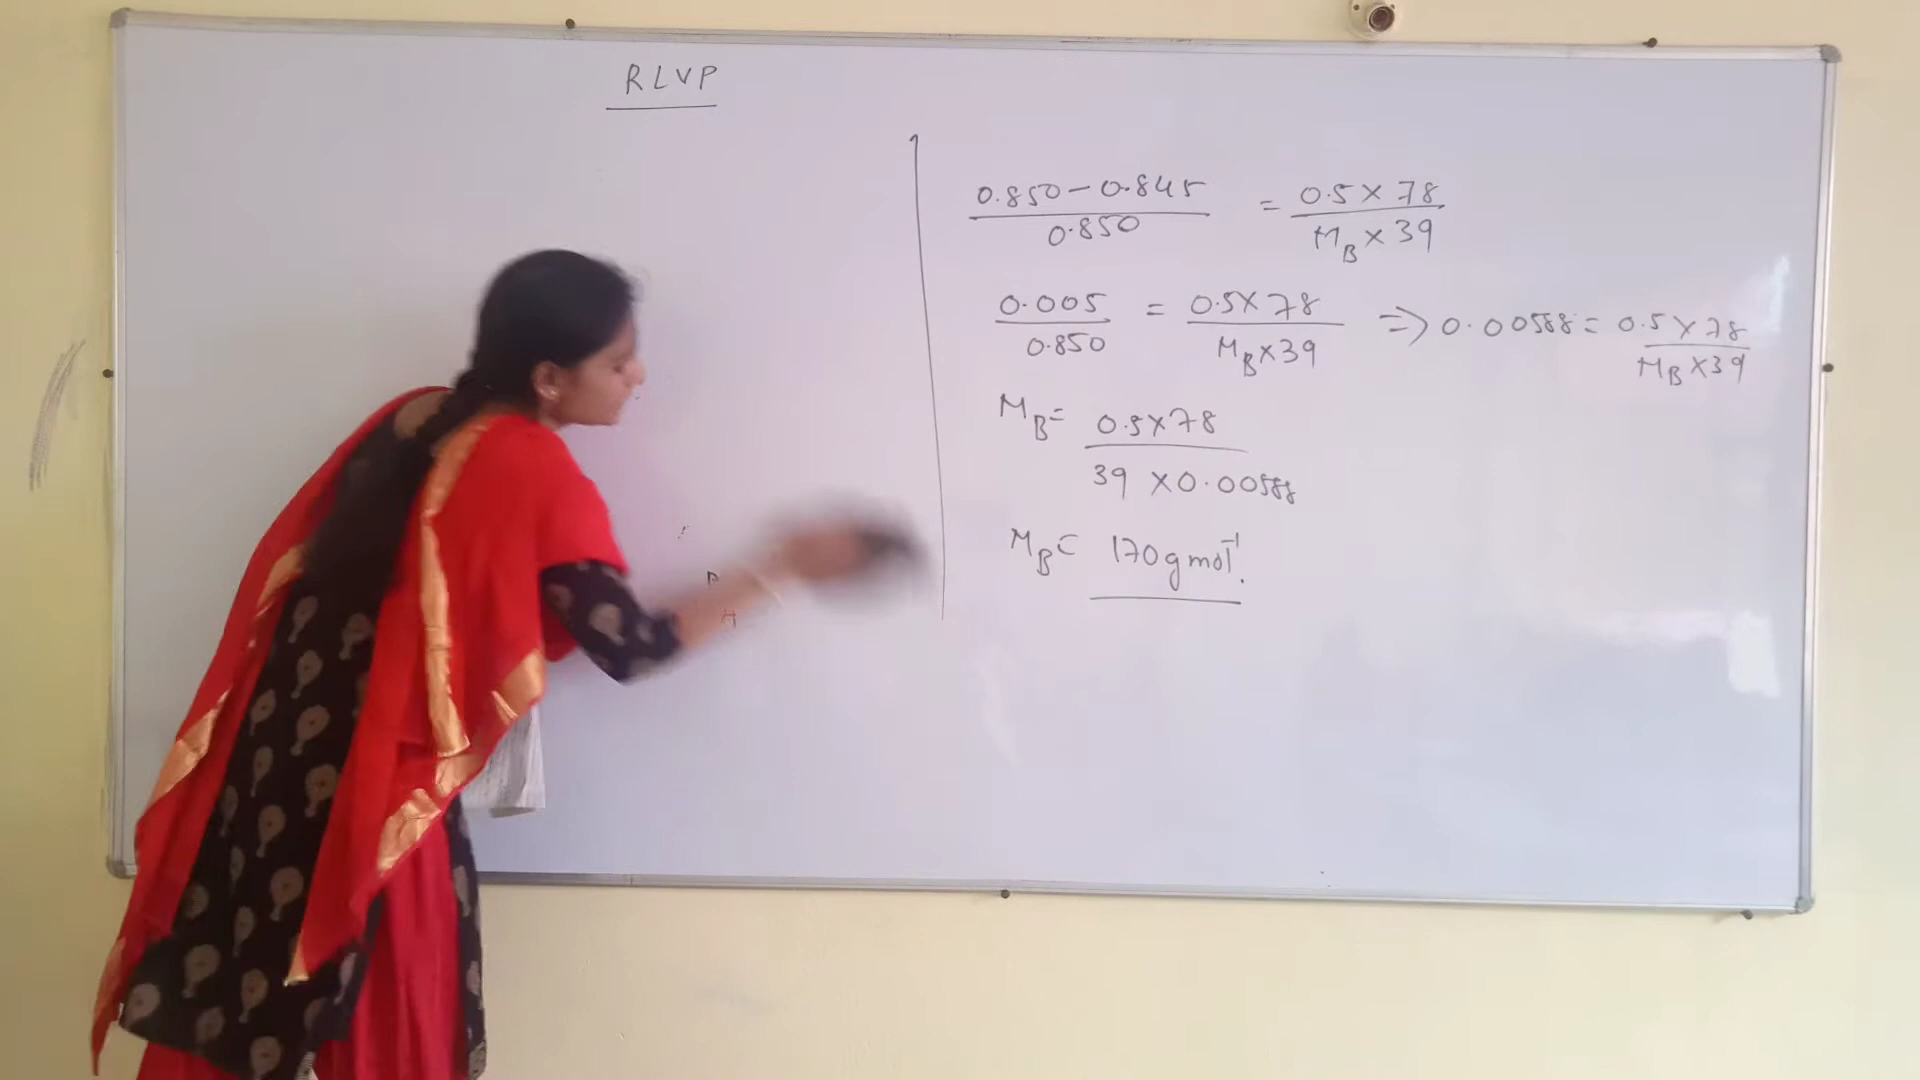 RLVP
0.850 - 0.845 / 0.850 = 0.5 × 78 / M_B × 39
0.005 / 0.850 = 0.5 × 78 / M_B × 39 ⇒ 0.00588 = 0.5 × 78 / M_B × 39
M_B = 0.5 × 78 / 39 × 0.00588
M_B = 170 g mol⁻¹.